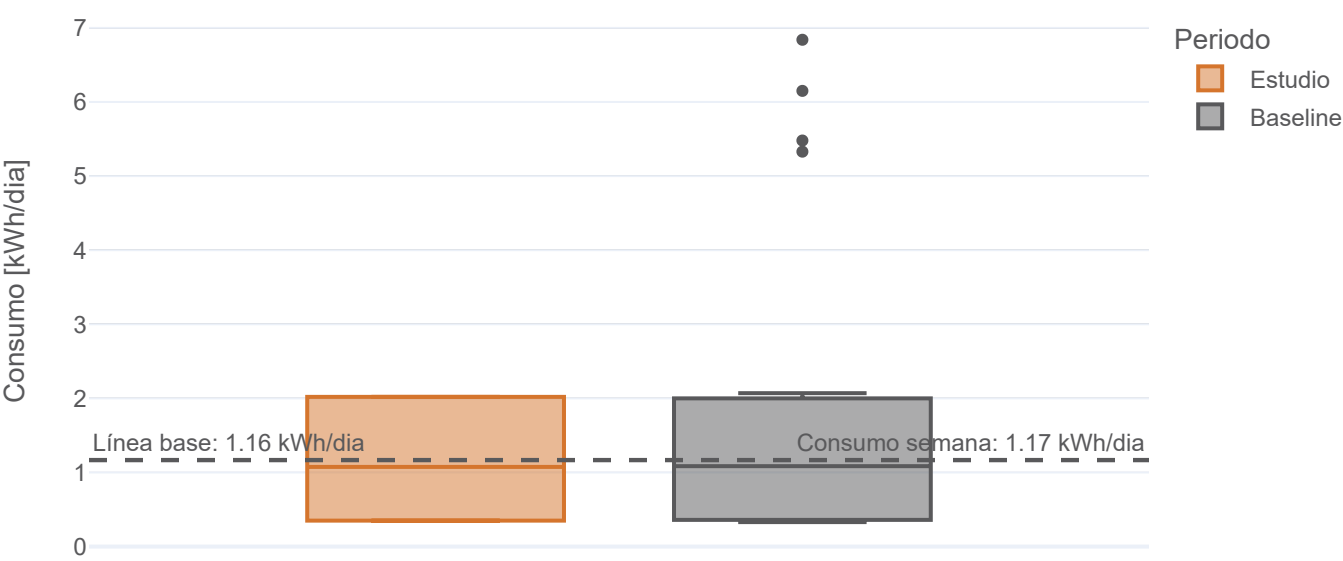 7
6
5
4
3
2
1
0
Consumo [kWh/dia]
Línea base: 1.16 kWh/dia
Consumo semana: 1.17 kWh/dia
Periodo
Estudio
Baseline